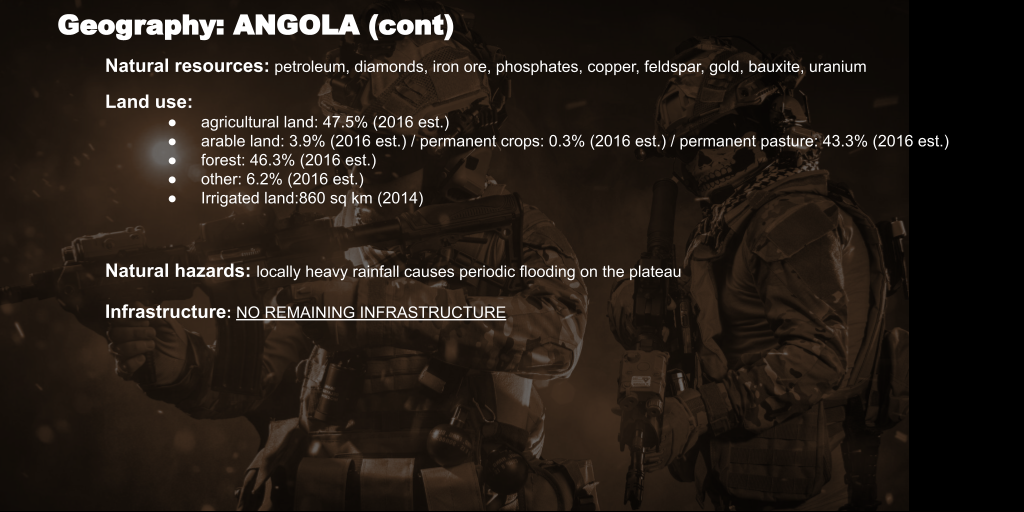 Geography: ANGOLA (cont)
Natural resources: petroleum, diamonds, iron ore, phosphates, copper, feldspar, gold, bauxite, uranium
Land use:
● agricultural land: 47.5% (2016 est.)
● arable land: 3.9% (2016 est.) / permanent crops: 0.3% (2016 est.) / permanent pasture: 43.3% (2016 est.)
● forest: 46.3% (2016 est.)
● other: 6.2% (2016 est.)
● Irrigated land:860 sq km (2014)
Natural hazards: locally heavy rainfall causes periodic flooding on the plateau
Infrastructure: NO REMAINING INFRASTRUCTURE